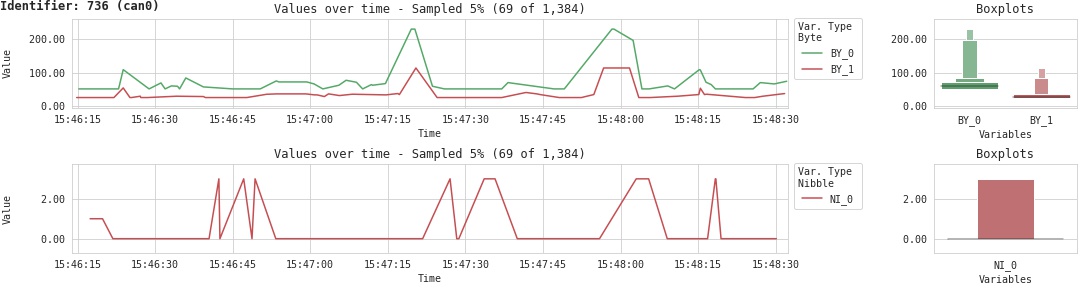 Identifier: 736 (can0)
Values over time - Sampled 5% (69 of 1,384)
Value
200.00
100.00
0.00
15:46:15 15:46:30 15:46:45 15:47:00 15:47:15 15:47:30 15:47:45 15:48:00 15:48:15 15:48:30
Time
Var. Type
Byte
BY_0
BY_1
Boxplots
200.00
100.00
0.00
BY_0 BY_1
Variables
Values over time - Sampled 5% (69 of 1,384)
Value
2.00
0.00
15:46:15 15:46:30 15:46:45 15:47:00 15:47:15 15:47:30 15:47:45 15:48:00 15:48:15 15:48:30
Time
Var. Type
Nibble
NI_0
Boxplots
2.00
0.00
NI_0
Variables